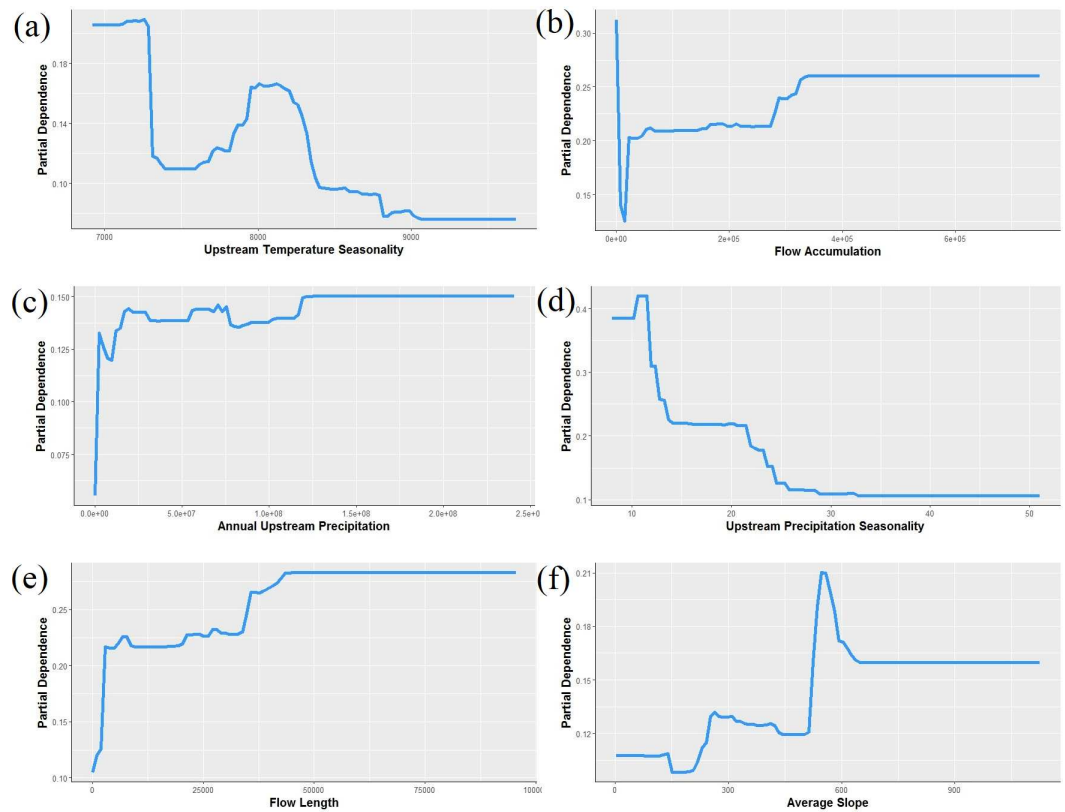 (a)
Partial Dependence
0.18
0.14
0.10
7000 8000 9000
Upstream Temperature Seasonality
(b)
Partial Dependence
0.30
0.25
0.20
0.15
0e+00 2e+05 4e+05 6e+05
Flow Accumulation
(c)
Partial Dependence
0.150
0.125
0.100
0.075
0.0e+00 5.0e+07 1.0e+08 1.5e+08 2.0e+08 2.5e+0
Annual Upstream Precipitation
(d)
Partial Dependence
0.4
0.3
0.2
0.1
10 20 30 40 50
Upstream Precipitation Seasonality
(e)
Partial Dependence
0.25
0.20
0.15
0.10
0 25000 50000 75000 10000
Flow Length
(f)
Partial Dependence
0.21
0.18
0.15
0.12
0 300 600 900
Average Slope